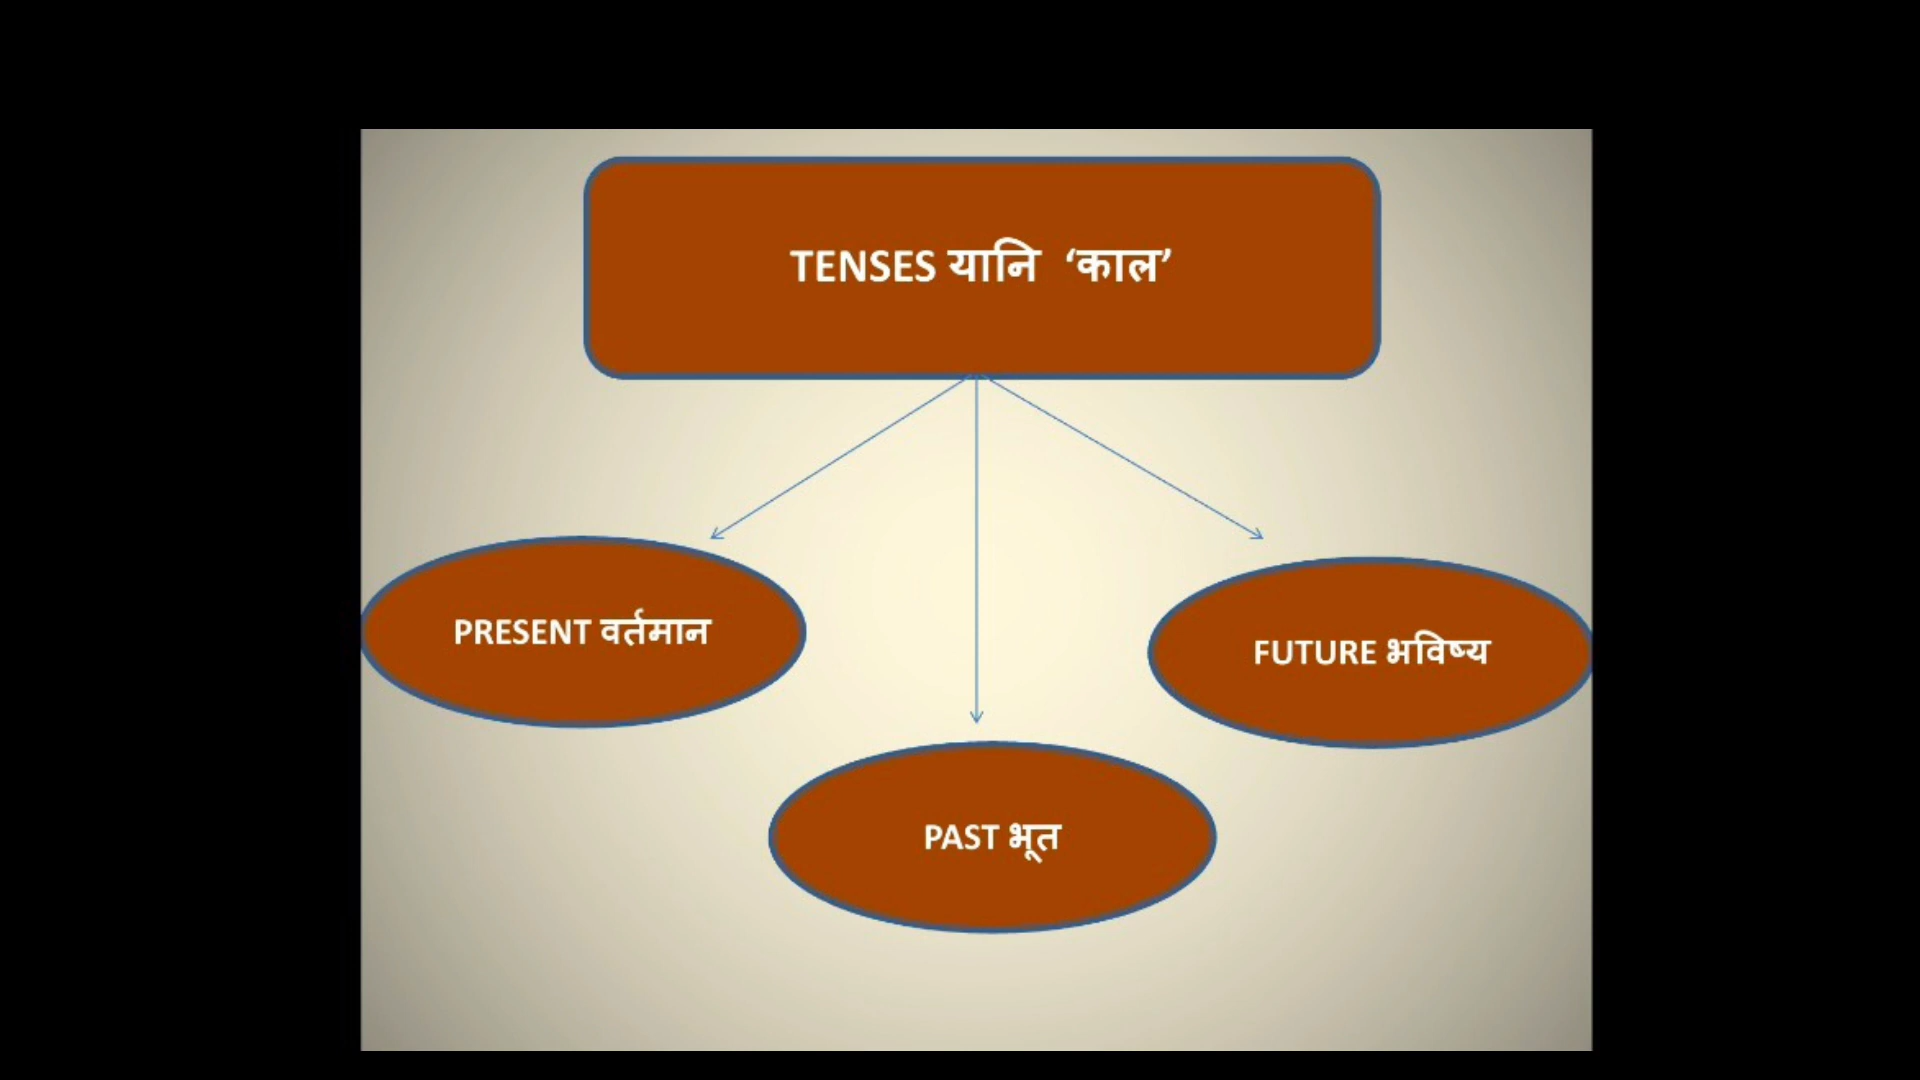 TENSES यानि ‘काल’
PRESENT वर्तमान
FUTURE भविष्य
PAST भूत